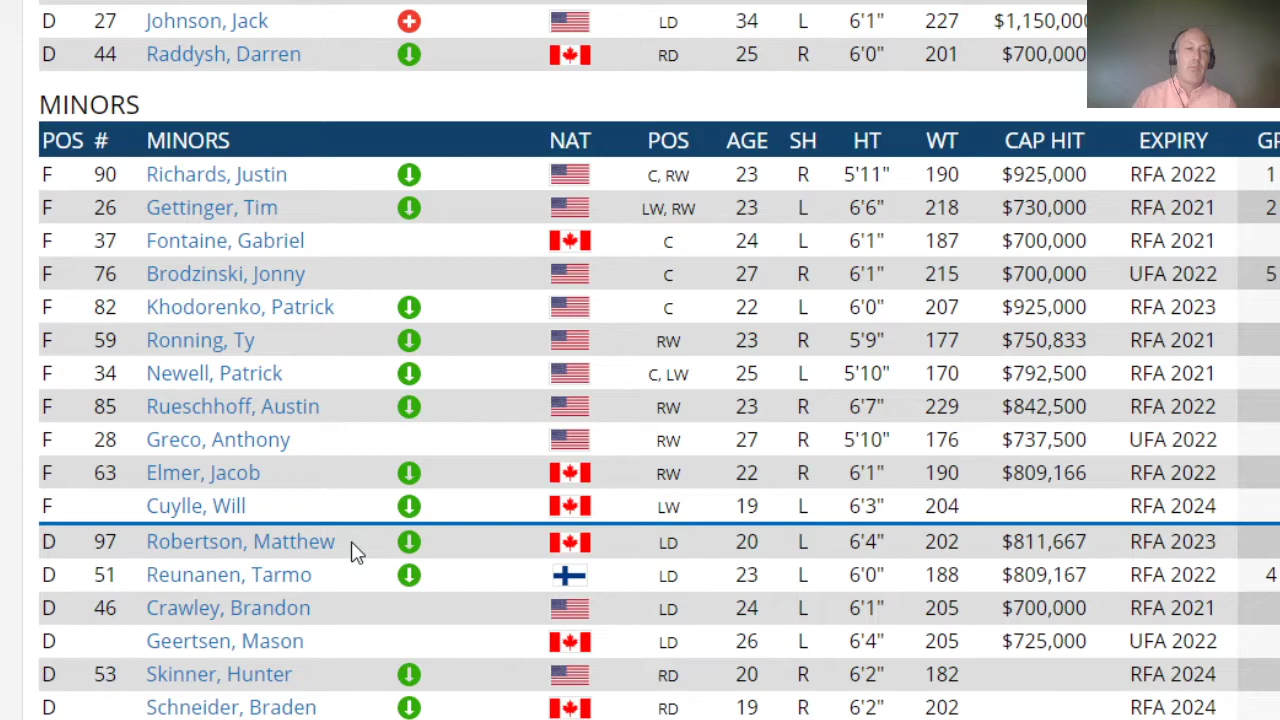 D 27 Johnson, Jack LD 34 L 6'1" 227 $1,150,000
D 44 Raddysh, Darren RD 25 R 6'0" 201 $700,000
MINORS
POS # MINORS NAT POS AGE SH HT WT CAP HIT EXPIRY GP
F 90 Richards, Justin C, RW 23 R 5'11" 190 $925,000 RFA 2022 1
F 26 Gettinger, Tim LW, RW 23 L 6'6" 218 $730,000 RFA 2021 2
F 37 Fontaine, Gabriel C 24 L 6'1" 187 $700,000 RFA 2021
F 76 Brodzinski, Jonny C 27 R 6'1" 215 $700,000 UFA 2022 5
F 82 Khodorenko, Patrick C 22 L 6'0" 207 $925,000 RFA 2023
F 59 Ronning, Ty RW 23 R 5'9" 177 $750,833 RFA 2021
F 34 Newell, Patrick C, LW 25 L 5'10" 170 $792,500 RFA 2021
F 85 Rueschhoff, Austin RW 23 R 6'7" 229 $842,500 RFA 2022
F 28 Greco, Anthony RW 27 R 5'10" 176 $737,500 UFA 2022
F 63 Elmer, Jacob RW 22 R 6'1" 190 $809,166 RFA 2022
F Cuylle, Will LW 19 L 6'3" 204 RFA 2024
D 97 Robertson, Matthew LD 20 L 6'4" 202 $811,667 RFA 2023
D 51 Reunanen, Tarmo LD 23 L 6'0" 188 $809,167 RFA 2022 4
D 46 Crawley, Brandon LD 24 L 6'1" 205 $700,000 RFA 2021
D Geertsen, Mason LD 26 L 6'4" 205 $725,000 UFA 2022
D 53 Skinner, Hunter RD 20 R 6'2" 182 RFA 2024
D Schneider, Braden RD 19 R 6'2" 202 RFA 2024